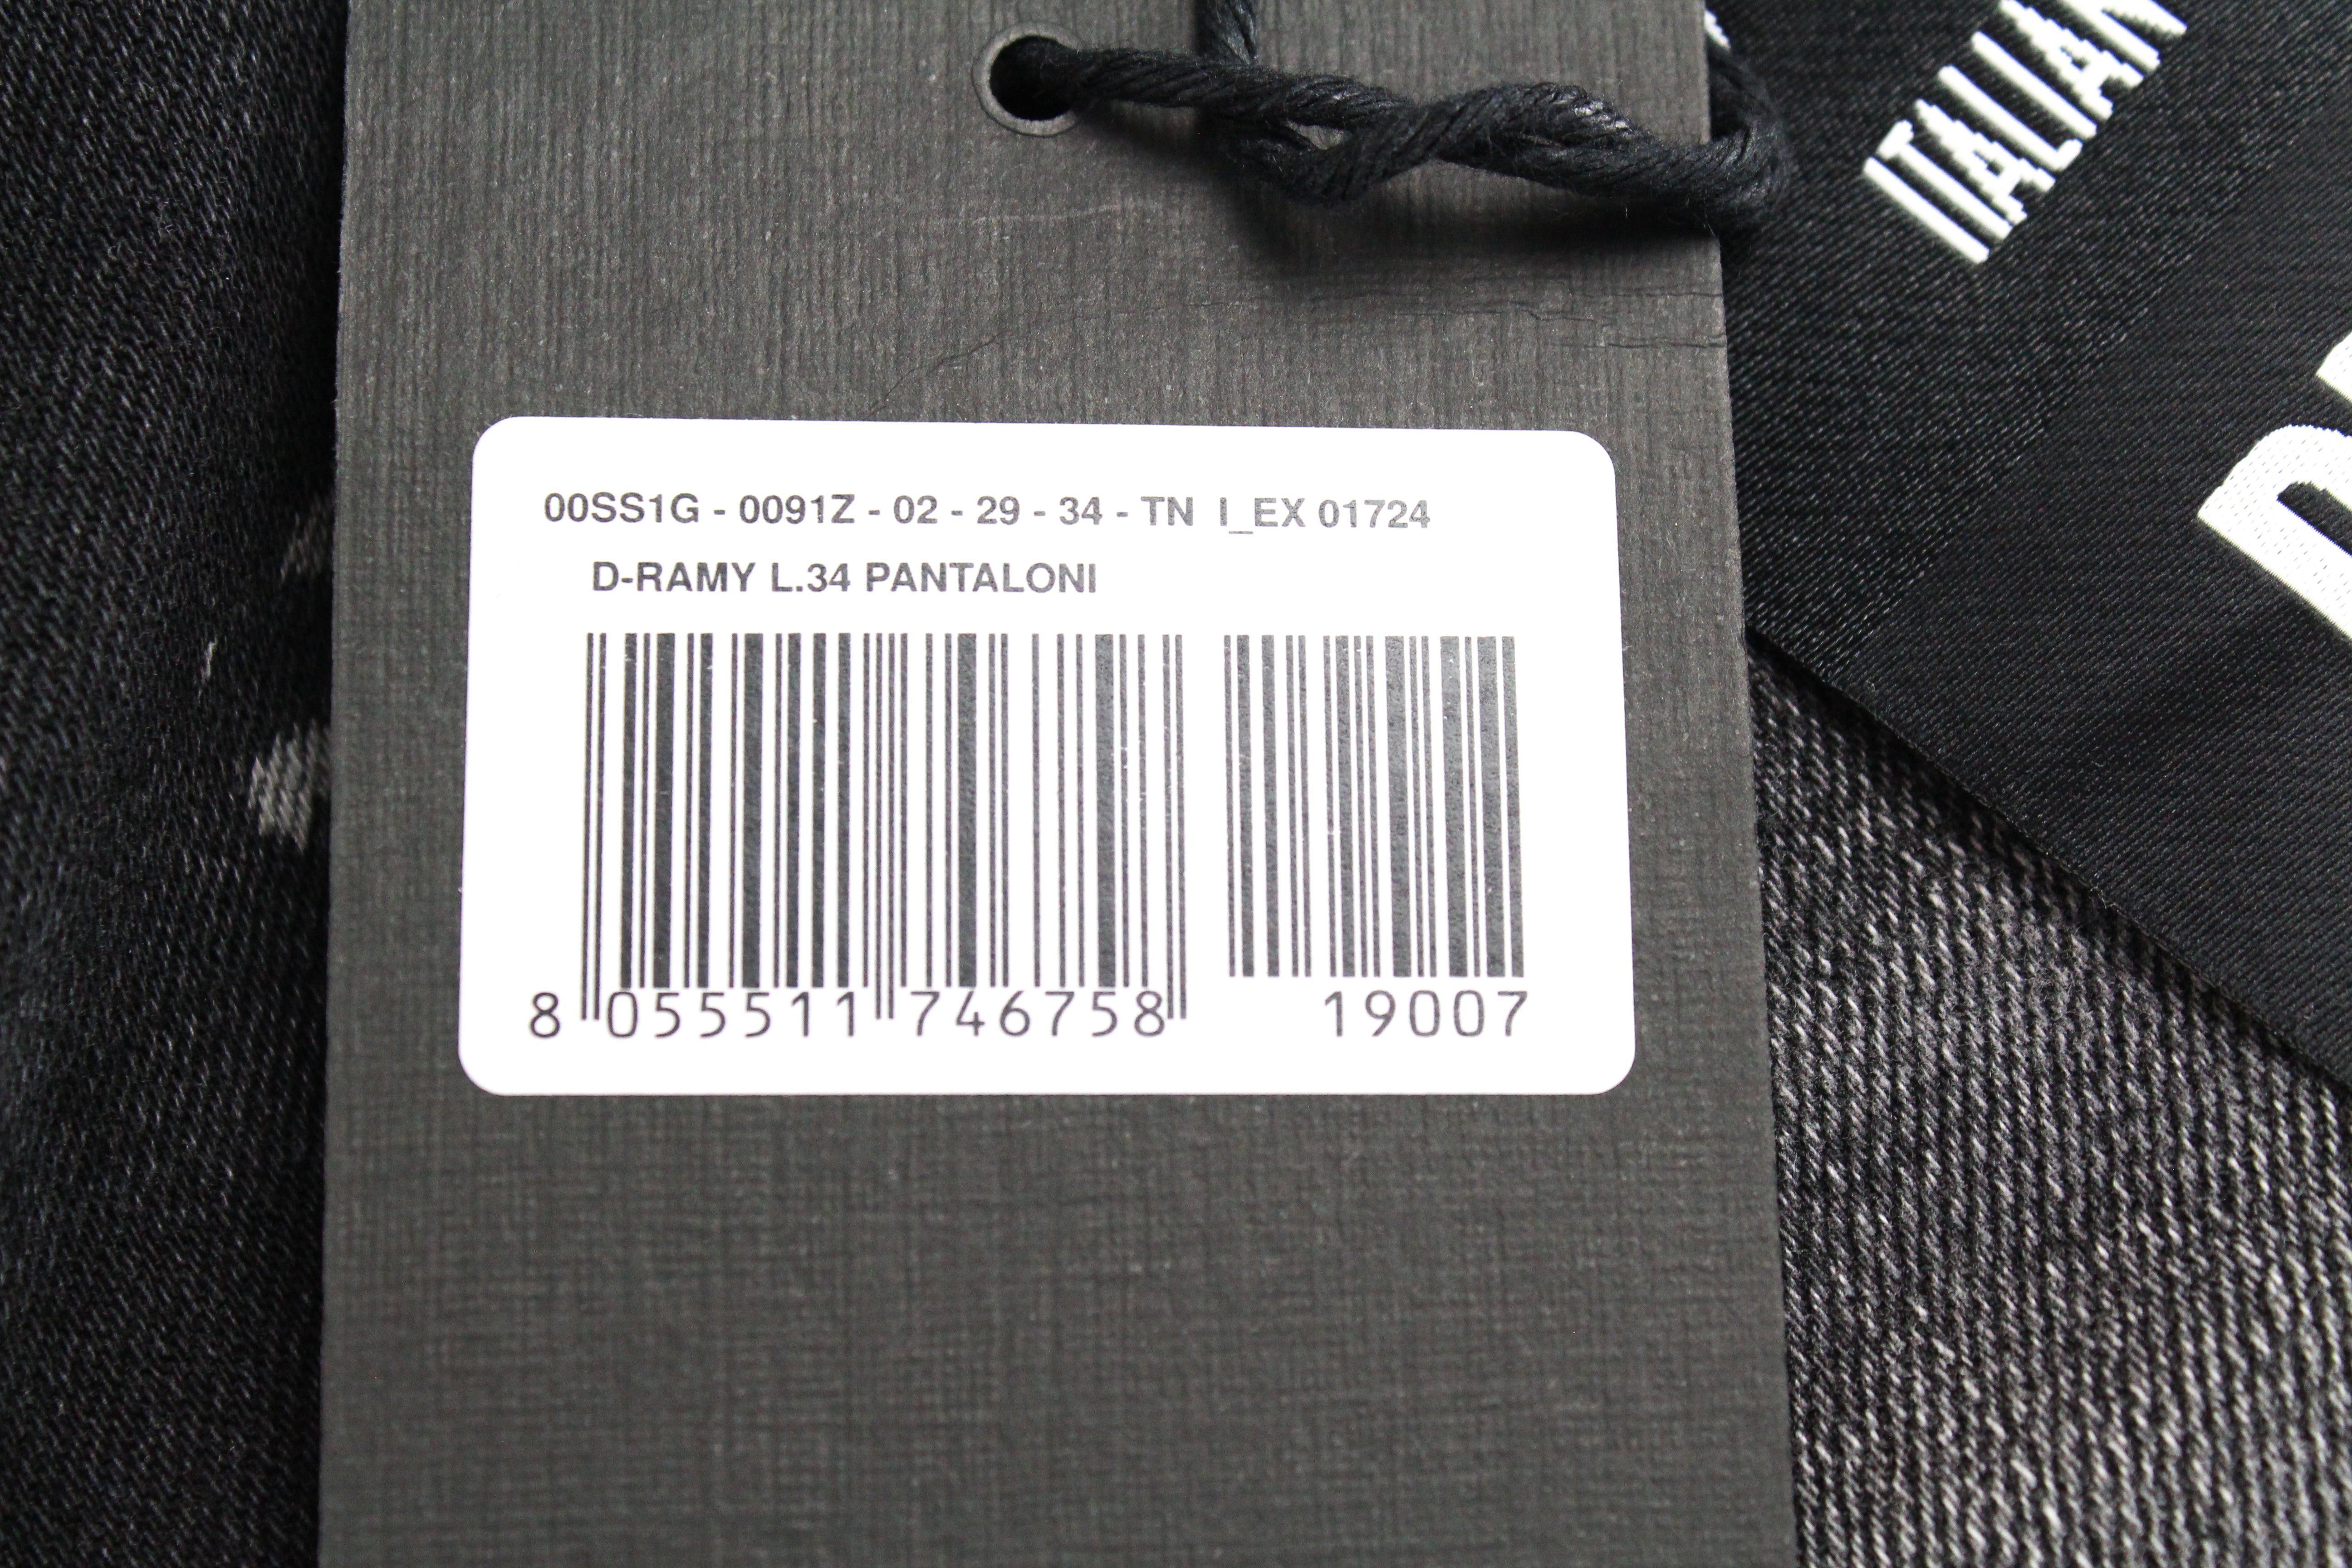 ITALIAN
00SS1G - 0091Z - 02 - 29 - 34 - TN I_EX 01724
D-RAMY L.34 PANTALONI
8 055511 746758 19007